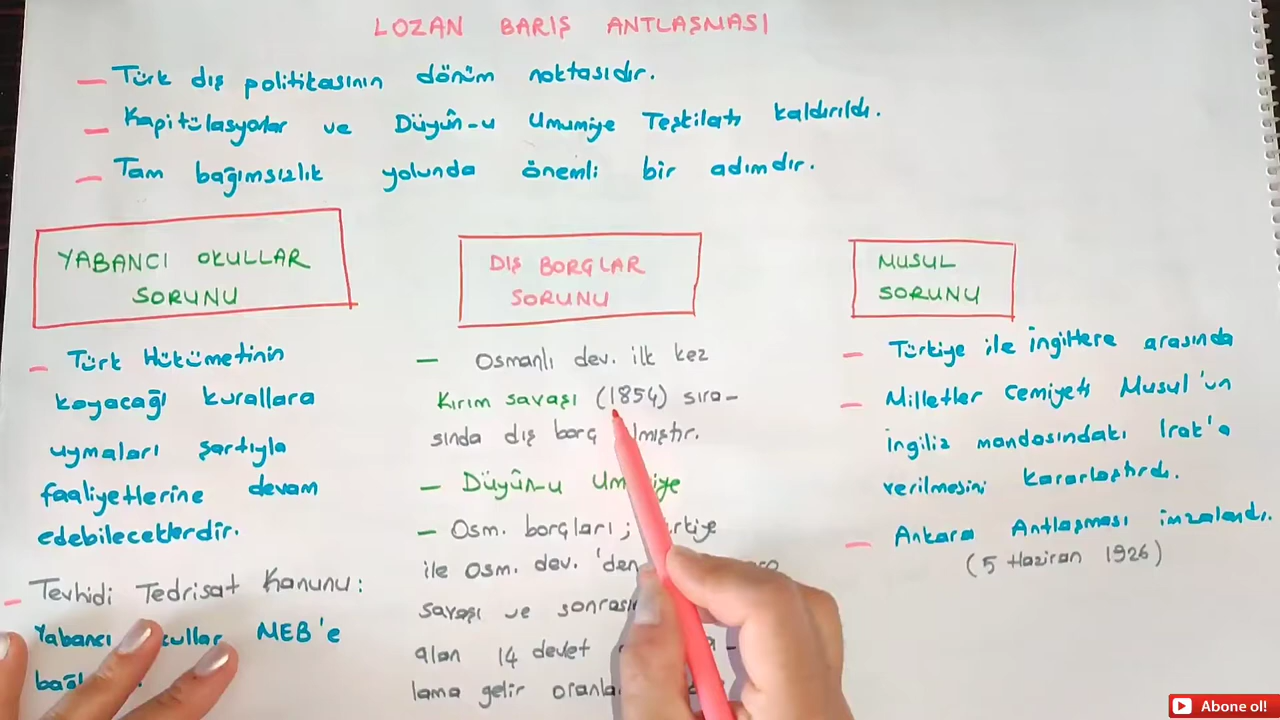 LOZAN BARIŞ ANTLAŞMASI
— Türk dış politikasının dönüm noktasıdır.
— Kapitülasyonlar ve Düyûn-u Umumiye Teşkilatı kaldırıldı.
— Tam bağımsızlık yolunda önemli bir adımdır.
YABANCI OKULLAR
SORUNU
— Türk Hükümetinin
koyacağı kurallara
uymaları şartıyla
faaliyetlerine devam
edebileceklerdir.
— Tevhidi Tedrisat Kanunu:
Yabancı MEB'e
DIŞ BORÇLAR
SORUNU
— Osmanlı dev. ilk kez
Kırım savaşı (1854) sıra-
sında dış borç
— Düyûn-u
— Osm. borçları;
ile Osm. dev. 'den
savaşı ve
alan 14 devet
lama gelir
MUSUL
SORUNU
— Türkiye ile İngiltere arasında
— Milletler Cemiyeti Musul'un
İngiliz mandasındaki Irak'a
verilmesini kararlaştırdı.
— Ankara Antlaşması imzalandı.
(5 Haziran 1926)
Abone ol!